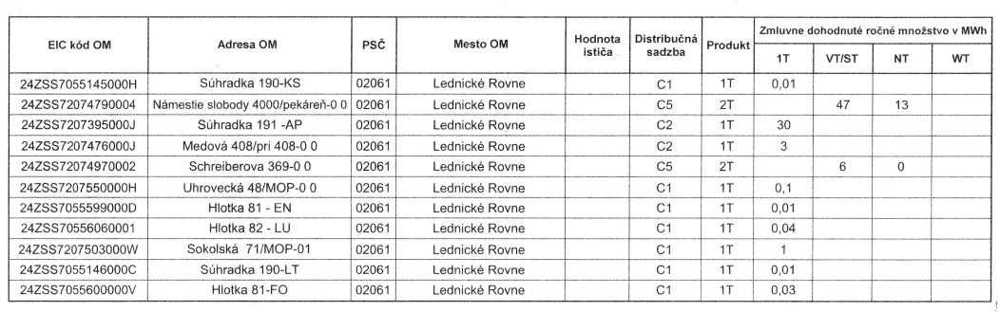 EIC kód OM Adresa OM PSČ Mesto OM Hodnota ističa Distribučná sadzba Produkt Zmluvne dohodnuté ročné množstvo v MWh
1T VT/ST NT WT
24ZSS7055145000H Súhradka 190-KS 02061 Lednické Rovne C1 1T 0,01
24ZSS72074790004 Námestie slobody 4000/pekáreň-0 0 02061 Lednické Rovne C5 2T 47 13
24ZSS7207395000J Súhradka 191 -AP 02061 Lednické Rovne C2 1T 30
24ZSS7207476000J Medová 408/pri 408-0 0 02061 Lednické Rovne C2 1T 3
24ZSS72074970002 Schreiberova 369-0 0 02061 Lednické Rovne C5 2T 6 0
24ZSS7207550000H Uhrovecká 48/MOP-0 0 02061 Lednické Rovne C1 1T 0,1
24ZSS7055599000D Hlotka 81 - EN 02061 Lednické Rovne C1 1T 0,01
24ZSS70556060001 Hlotka 82 - LU 02061 Lednické Rovne C1 1T 0,04
24ZSS7207503000W Sokolská 71/MOP-01 02061 Lednické Rovne C1 1T 1
24ZSS7055146000C Súhradka 190-LT 02061 Lednické Rovne C1 1T 0,01
24ZSS7055600000V Hlotka 81-FO 02061 Lednické Rovne C1 1T 0,03